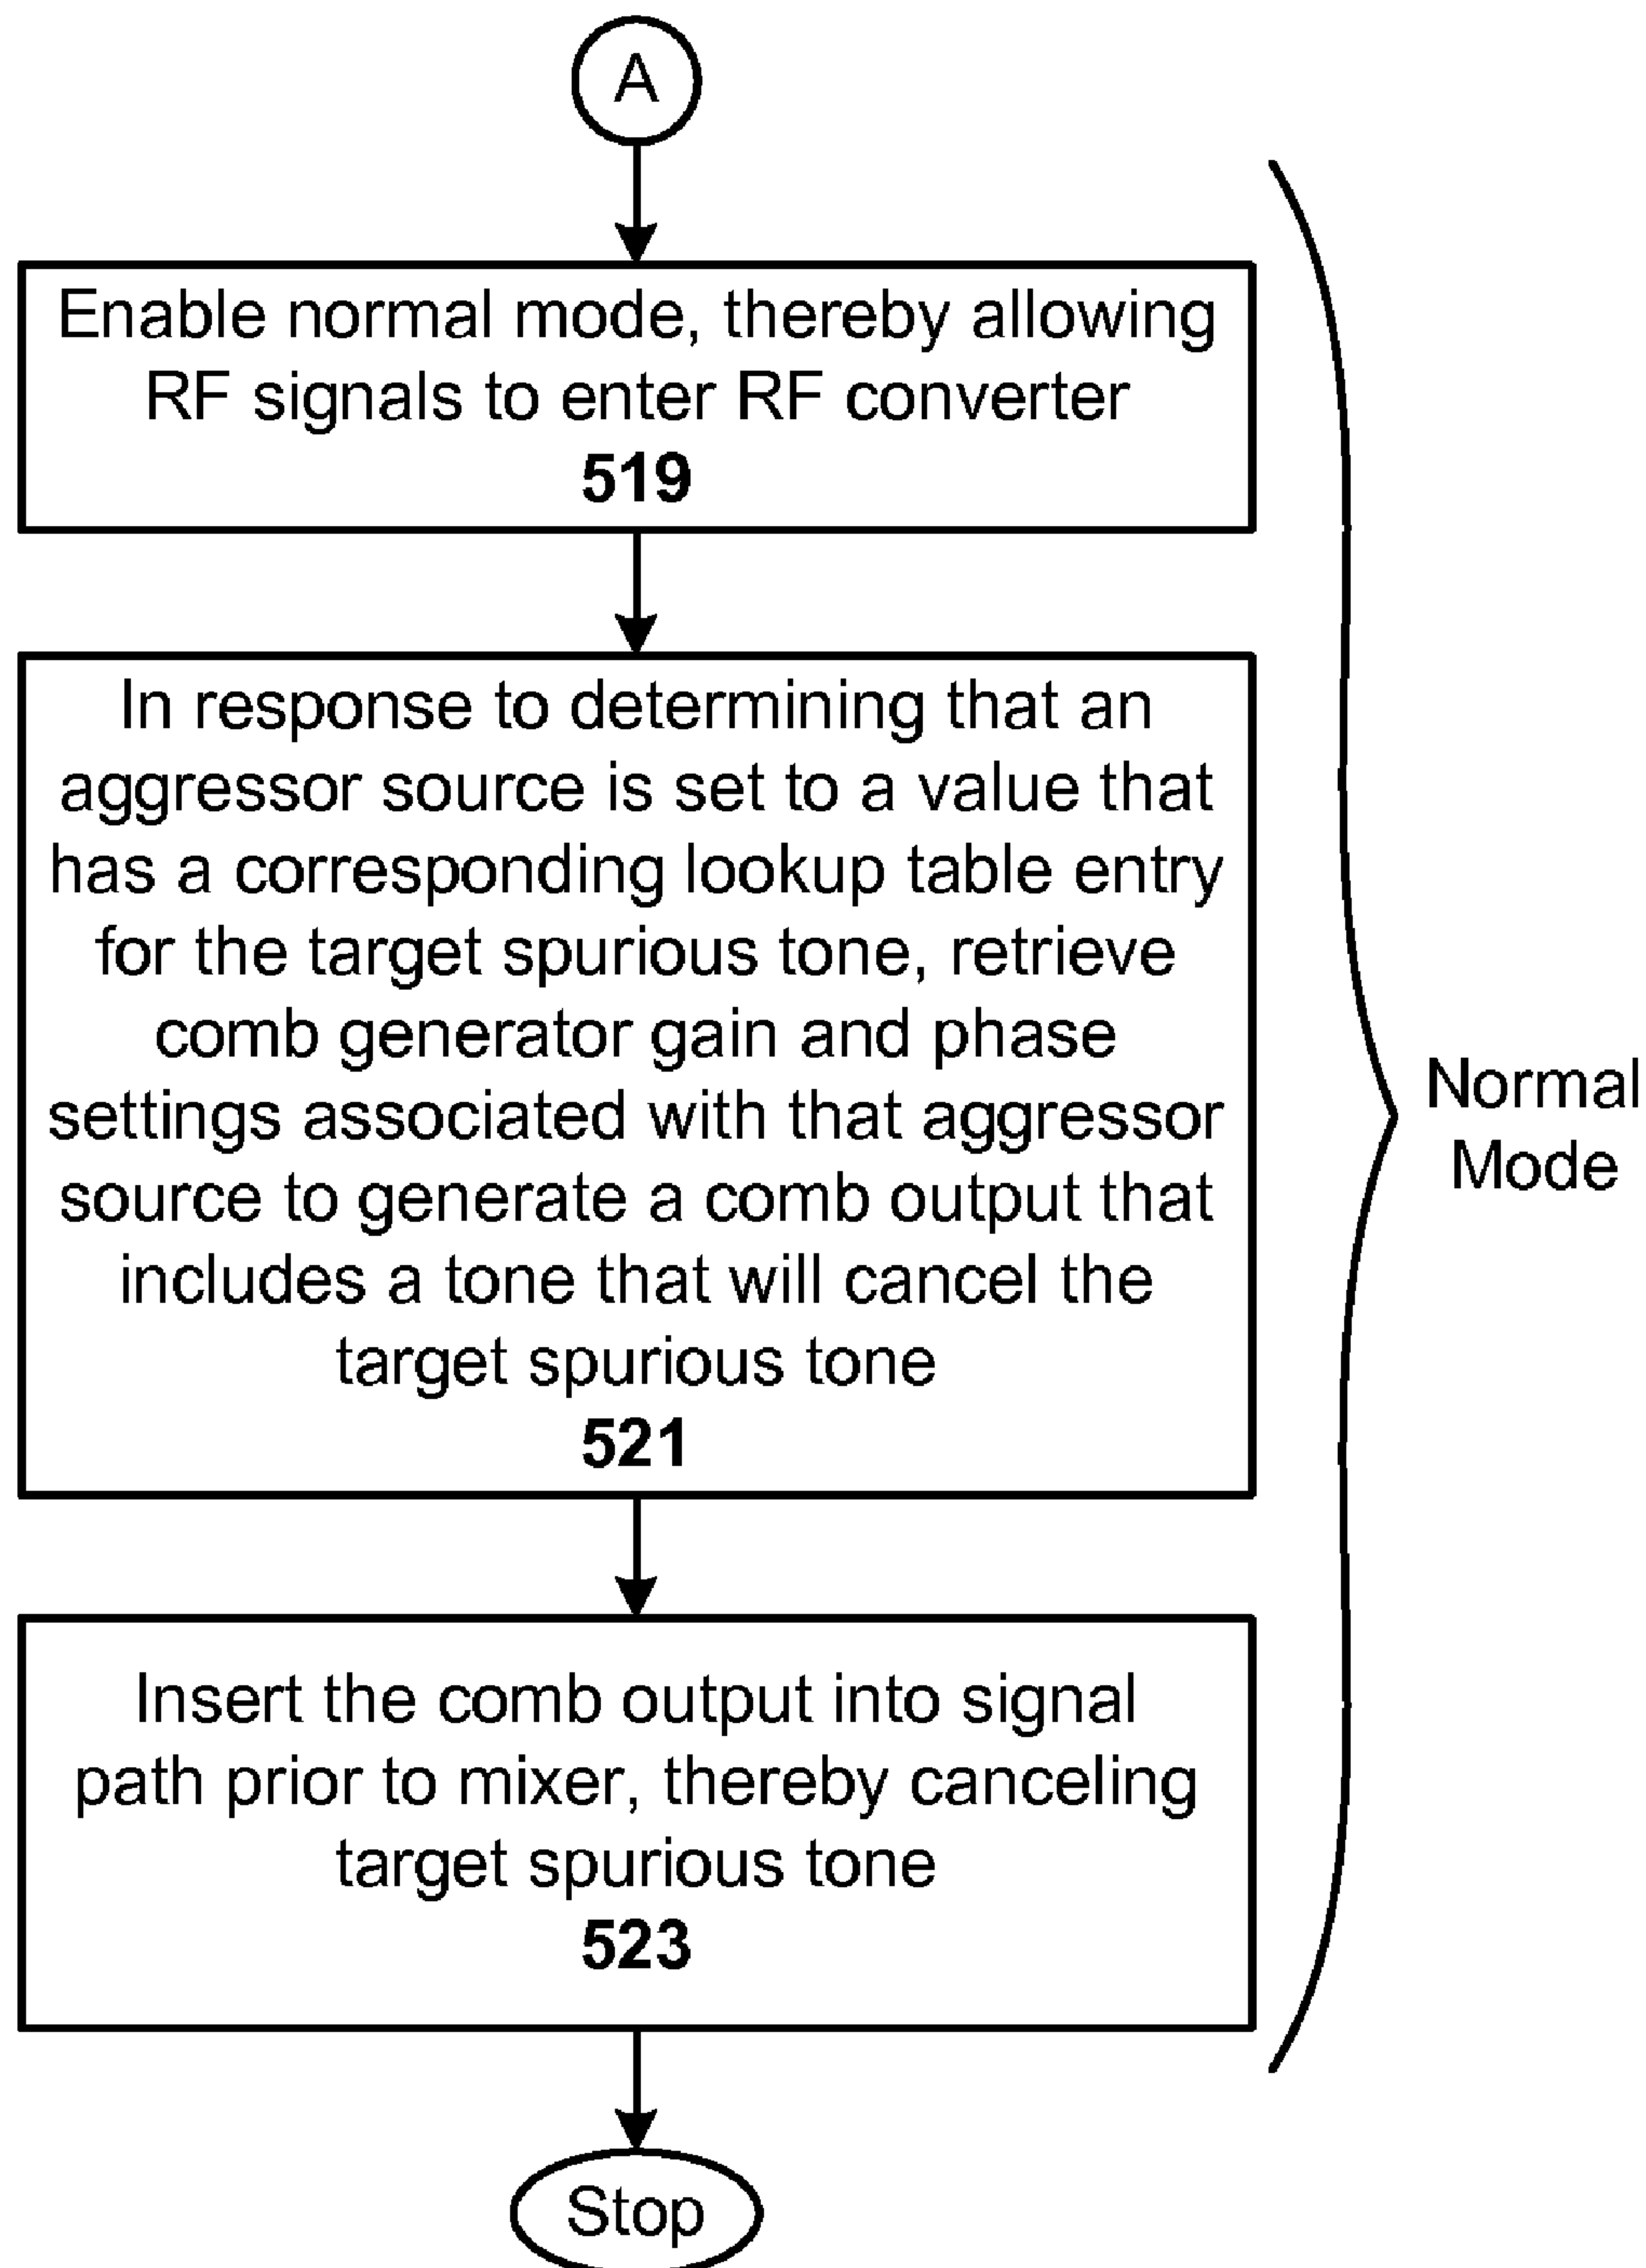 A
Enable normal mode, thereby allowing
RF signals to enter RF converter
519
In response to determining that an
aggressor source is set to a value that
has a corresponding lookup table entry
for the target spurious tone, retrieve
comb generator gain and phase
settings associated with that aggressor
source to generate a comb output that
includes a tone that will cancel the
target spurious tone
521
Normal
Mode
Insert the comb output into signal
path prior to mixer, thereby canceling
target spurious tone
523
Stop